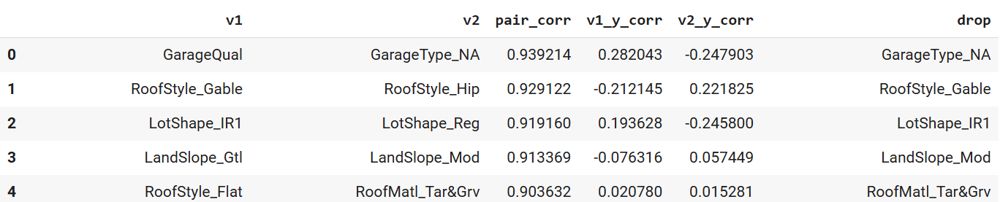 v1 v2 pair_corr v1_y_corr v2_y_corr drop
0 GarageQual GarageType_NA 0.939214 0.282043 -0.247903 GarageType_NA
1 RoofStyle_Gable RoofStyle_Hip 0.929122 -0.212145 0.221825 RoofStyle_Gable
2 LotShape_IR1 LotShape_Reg 0.919160 0.193628 -0.245800 LotShape_IR1
3 LandSlope_Gtl LandSlope_Mod 0.913369 -0.076316 0.057449 LandSlope_Mod
4 RoofStyle_Flat RoofMatl_Tar&Grv 0.903632 0.020780 0.015281 RoofMatl_Tar&Grv